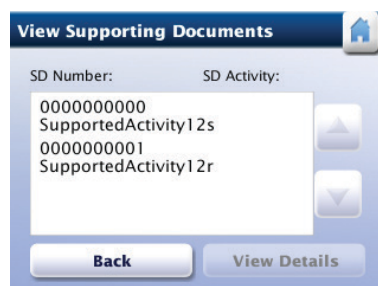 View Supporting Documents
SD Number: SD Activity:
0000000000
SupportedActivity12s
0000000001
SupportedActivity12r
Back View Details